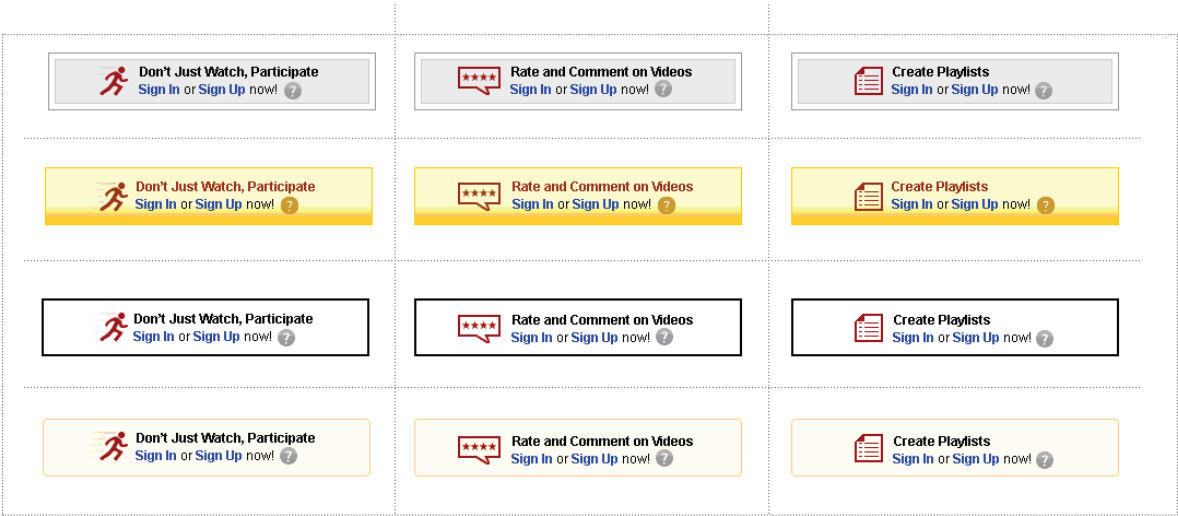 Don't Just Watch, Participate
Sign In or Sign Up now! ?
Rate and Comment on Videos
Sign In or Sign Up now! ?
Create Playlists
Sign In or Sign Up now! ?
Don't Just Watch, Participate
Sign In or Sign Up now! ?
Rate and Comment on Videos
Sign In or Sign Up now! ?
Create Playlists
Sign In or Sign Up now! ?
Don't Just Watch, Participate
Sign In or Sign Up now! ?
Rate and Comment on Videos
Sign In or Sign Up now! ?
Create Playlists
Sign In or Sign Up now! ?
Don't Just Watch, Participate
Sign In or Sign Up now! ?
Rate and Comment on Videos
Sign In or Sign Up now! ?
Create Playlists
Sign In or Sign Up now! ?